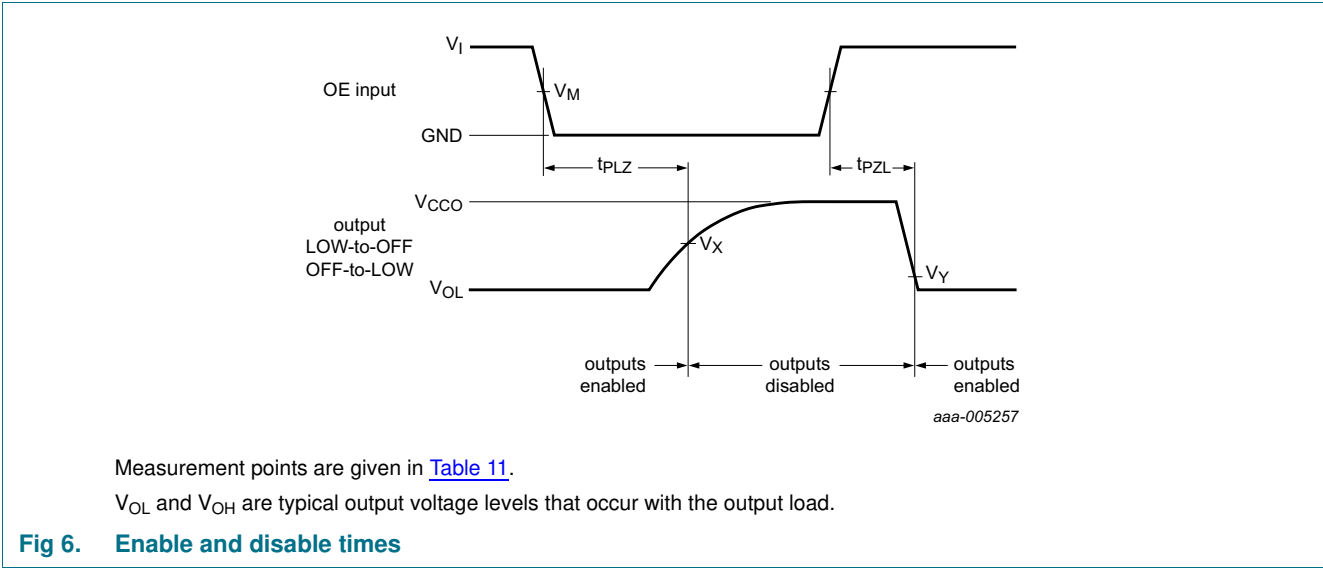 VI
OE input
VM
GND
tPLZ
tPZL
VCCO
output
LOW-to-OFF
OFF-to-LOW
VX
VY
VOL
outputs
enabled
outputs
disabled
outputs
enabled
aaa-005257
Measurement points are given in Table 11.
VOL and VOH are typical output voltage levels that occur with the output load.
Fig 6. Enable and disable times